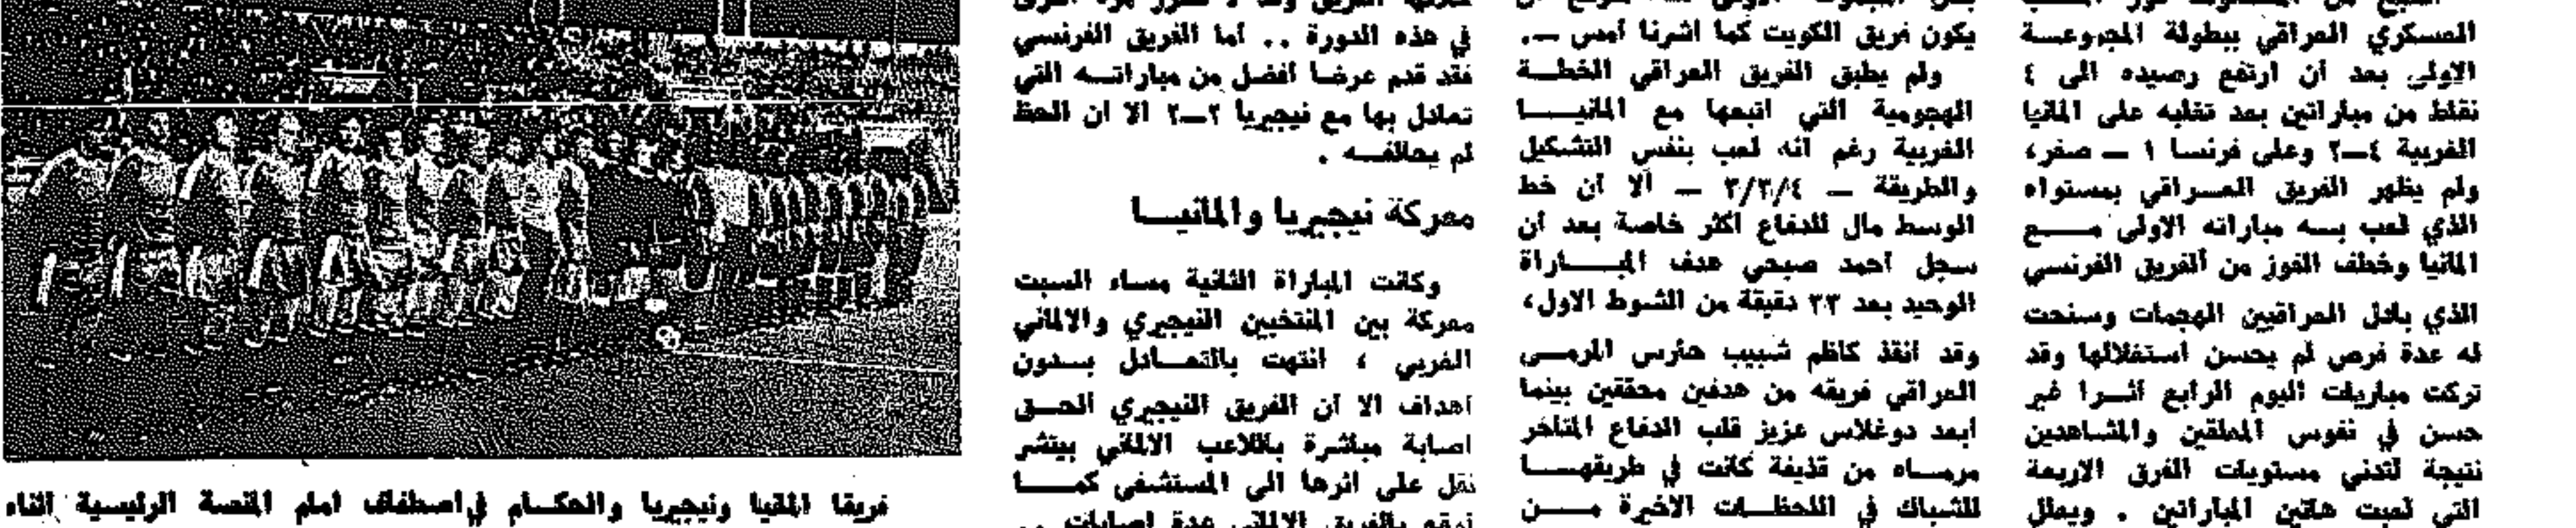 العسكري العراقي ببطولة المجموعة
الاولى بعد ان ارتفع رصيده الى ٤
نقاط من مباراتين بعد تغلبه على المانيا
الغربية ٤ــ٢ وعلى فرنسا ١ ــ صفر،
ولم يظهر الفريق العراقي بمستواه
الذي لعب به مباراته الاولى مع
المانيا وخطف الفوز من الفريق الفرنسي
الذي بادل العراقيين الهجمات وسنحت
له عدة فرص لم يحسن استغلالها وقد
تركت مباريات اليوم الرابع اثرا غير
حسن في نفوس المعلقين والمشاهدين
نتيجة لتدني مستويات الفرق الاربعة
التي لعبت هاتين المباراتين . ويعلل
يكون فريق الكويت كما اشرنا أمس ــ.
ولم يطبق الفريق العراقي الخطة
الهجومية التي اتبعها مع المانيا
الغربية رغم انه لعب بنفس التشكيل
والطريقة ــ ٣/٣/٤ ــ ألا أن خط
الوسط مال للدفاع اكثر خاصة بعد ان
سجل احمد صبحي هدف المباراة
الوحيد بعد ٢٣ دقيقة من الشوط الاول،
وقد انقذ كاظم شبيب حارس المرمى
العراقي فريقه من هدفين محققين بينما
ابعد دوغلاس عزيز قلب الدفاع المتأخر
مرماه من قذيفة كانت في طريقها
للشباك في اللحظات الاخيرة من
في هذه الدورة .. أما الفريق الفرنسي
فقد قدم عرضا أفضل من مباراته التي
تعادل بها مع نيجيريا ٢ــ٢ الا ان الحظ
لم يحالفه .
معركة نيجيريا والمانيا
وكانت المباراة الثانية مساء السبت
معركة بين المنتخبين النيجيري والالماني
الغربي ، انتهت بالتعادل بدون
اهداف الا أن الفريق النيجيري ألحق
اصابة مباشرة باللاعب الالماني بيتشر
نقل على اثرها الى المستشفى كما
فريقا المانيا ونيجيريا والحكام في اصطفاف امام المنصة الرئيسية اثناء